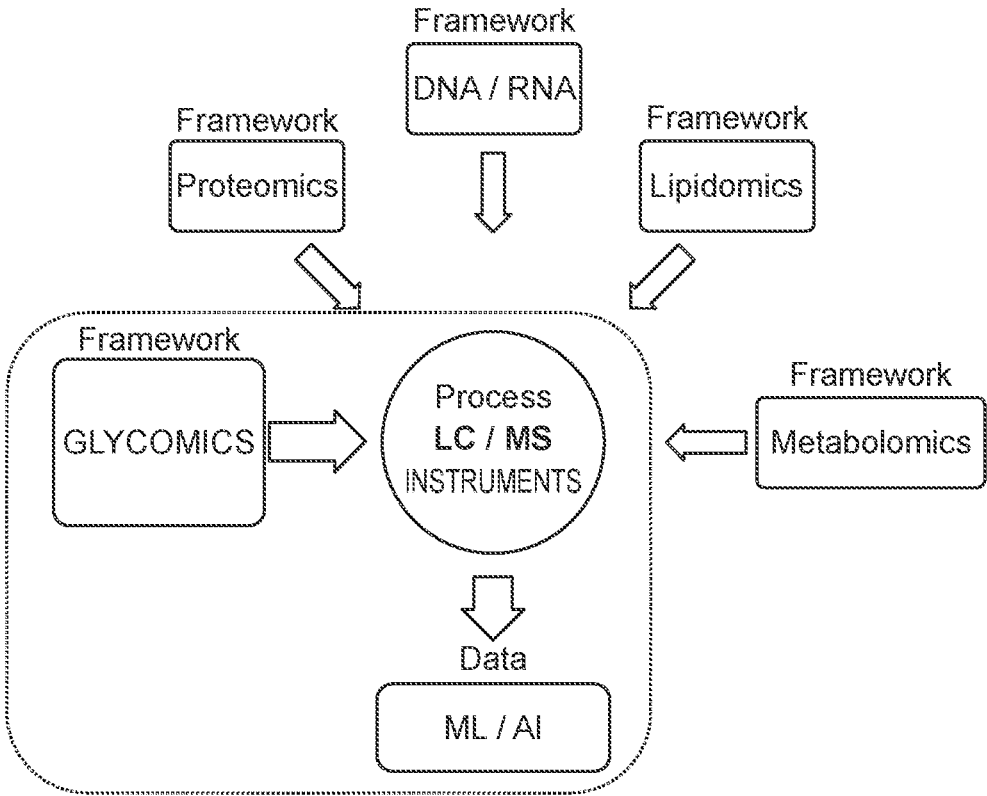 Framework
DNA / RNA
Framework
Proteomics
Framework
Lipidomics
Framework
GLYCOMICS
Process
LC / MS
INSTRUMENTS
Framework
Metabolomics
Data
ML / AI